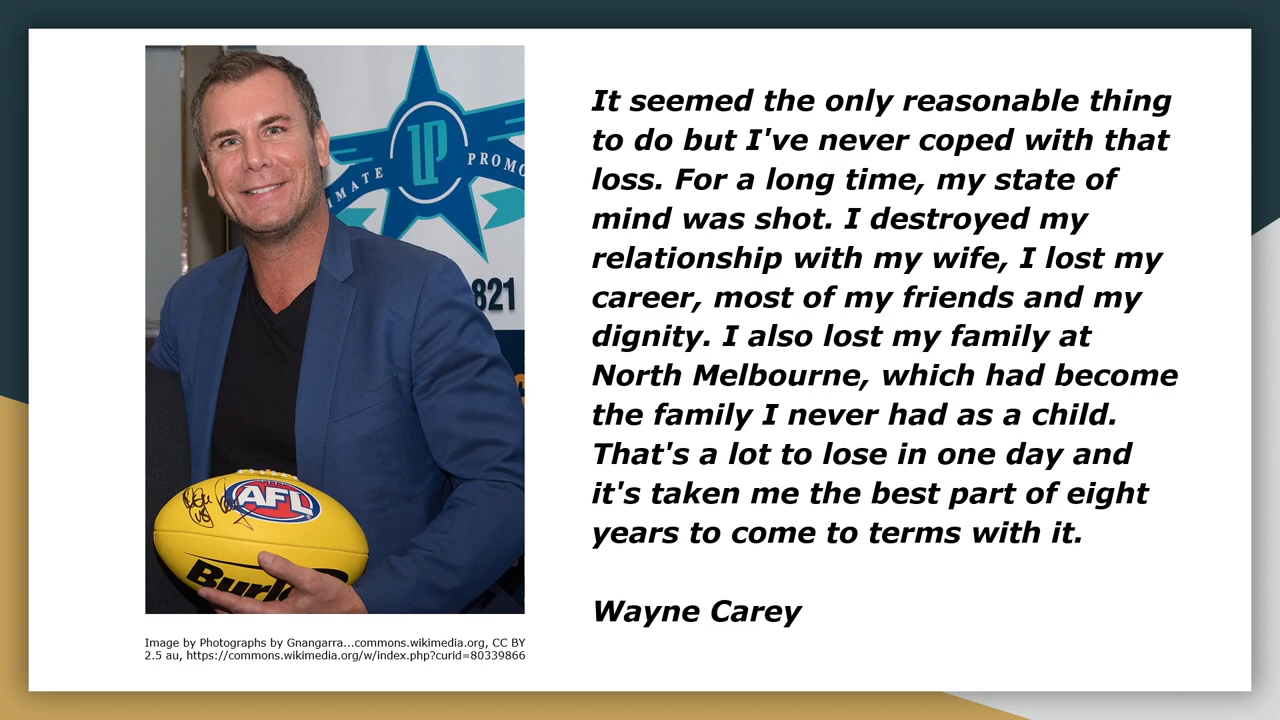 IMATE
PROMO
UP
821
AFL
It seemed the only reasonable thing
to do but I've never coped with that
loss. For a long time, my state of
mind was shot. I destroyed my
relationship with my wife, I lost my
career, most of my friends and my
dignity. I also lost my family at
North Melbourne, which had become
the family I never had as a child.
That's a lot to lose in one day and
it's taken me the best part of eight
years to come to terms with it.
Wayne Carey
Image by Photographs by Gnangarra...commons.wikimedia.org, CC BY
2.5 au, https://commons.wikimedia.org/w/index.php?curid=80339866